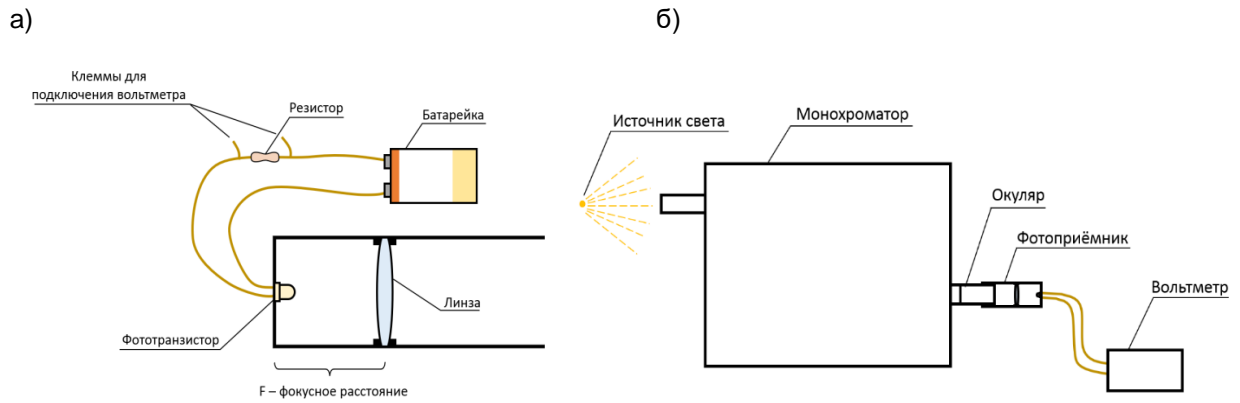 а)
б)
Клеммы для
подключения вольтметра
Резистор
Батарейка
Линза
Фототранзистор
F – фокусное расстояние
Источник света
Монохроматор
Окуляр
Фотоприёмник
Вольтметр